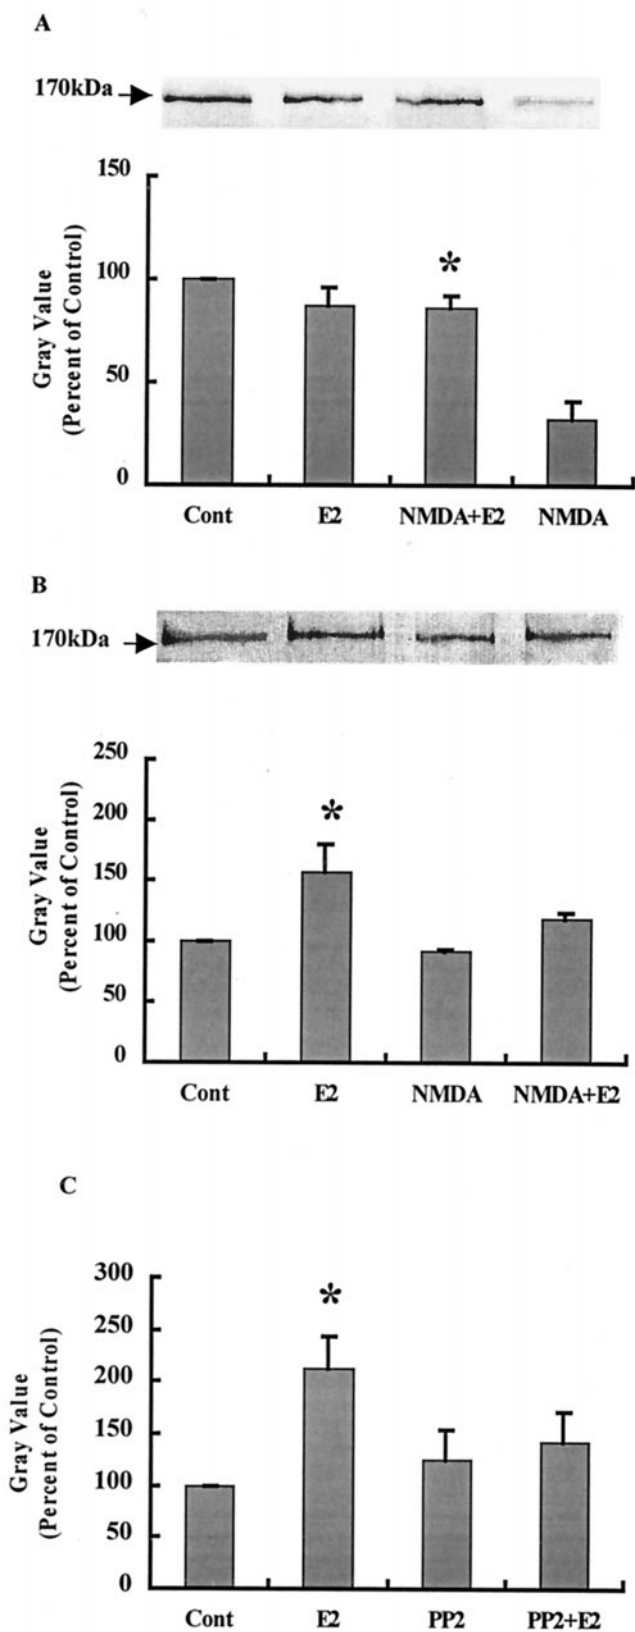 A
170kDa
150
100
50
0
Gray Value
(Percent of Control)
*
Cont E2 NMDA+E2 NMDA
B
170kDa
250
200
150
100
50
0
Gray Value
(Percent of Control)
*
Cont E2 NMDA NMDA+E2
C
300
250
200
150
100
50
0
Gray Value
(Percent of Control)
*
Cont E2 PP2 PP2+E2